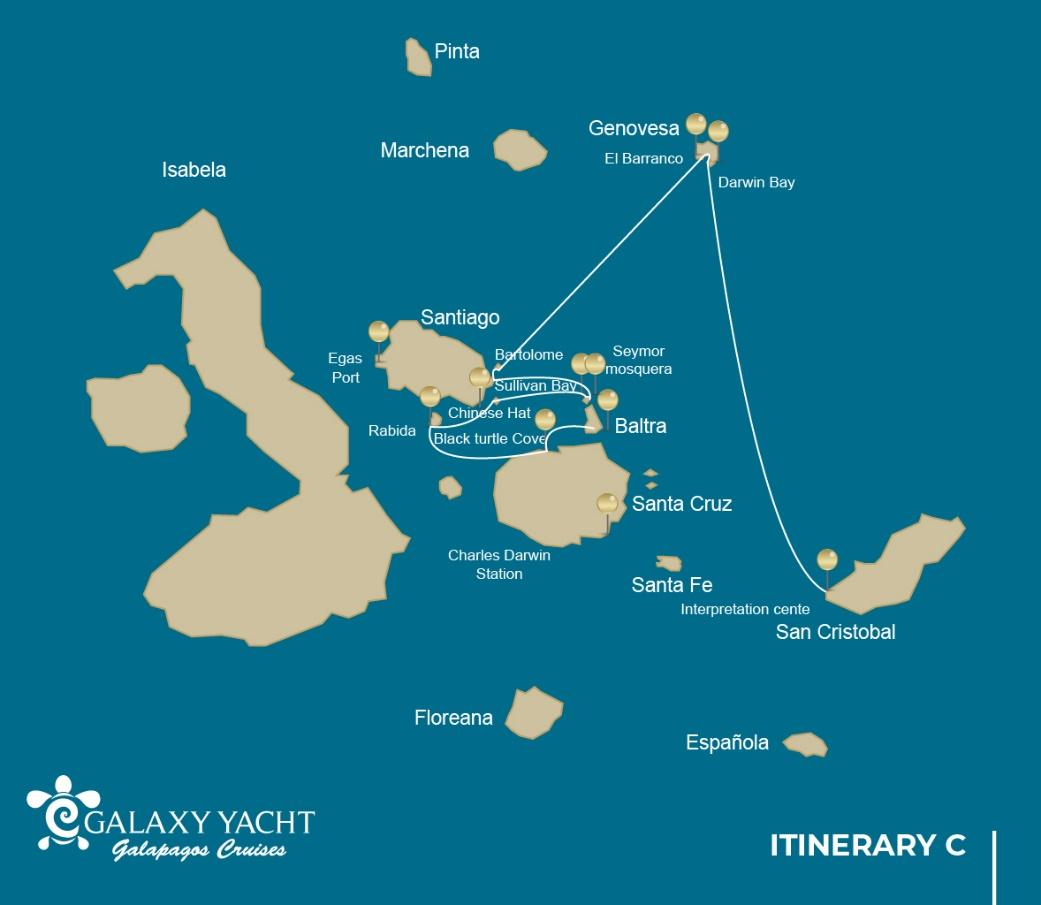 Pinta
Genovesa
Marchena
El Barranco
Isabela
Darwin Bay
Santiago
Egas
Port
Bartolome
Seymor
mosquera
Sullivan Bay
Chinese Hat
Rabida
Black turtle Cove
Baltra
Santa Cruz
Charles Darwin
Station
Santa Fe
Interpretation cente
San Cristobal
Floreana
Española
GALAXY YACHT
Galapagos Cruises
ITINERARY C